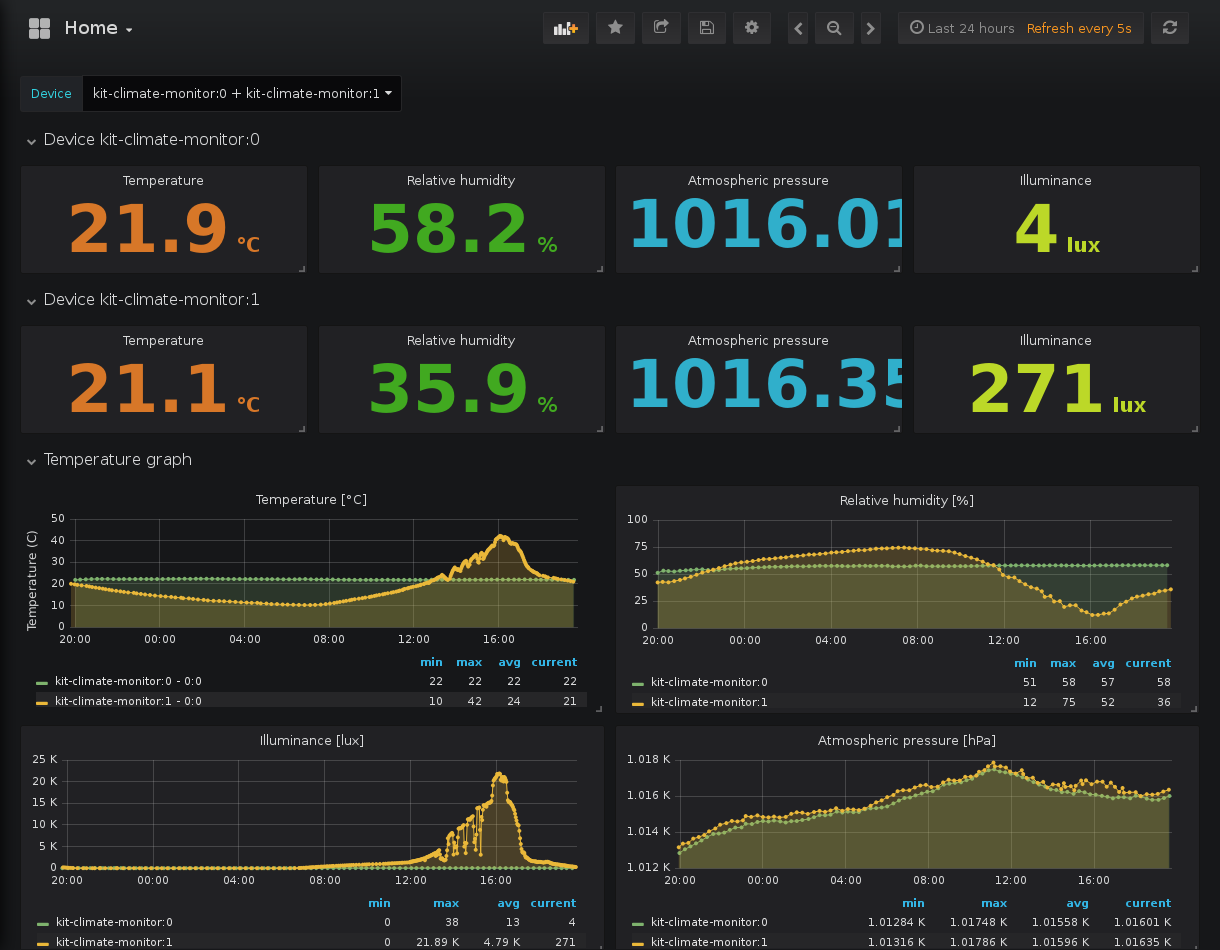 Home
Last 24 hours Refresh every 5s
Device kit-climate-monitor:0 + kit-climate-monitor:1
Device kit-climate-monitor:0
Temperature Relative humidity Atmospheric pressure Illuminance
21.9 °C 58.2 % 1016.01 4 lux
Device kit-climate-monitor:1
Temperature Relative humidity Atmospheric pressure Illuminance
21.1 °C 35.9 % 1016.35 271 lux
Temperature graph
Temperature [°C]
Temperature (C)
50
40
30
20
10
0
20:00 00:00 04:00 08:00 12:00 16:00
min max avg current
kit-climate-monitor:0 - 0:0 22 22 22 22
kit-climate-monitor:1 - 0:0 10 42 24 21
Relative humidity [%]
100
75
50
25
0
20:00 00:00 04:00 08:00 12:00 16:00
min max avg current
kit-climate-monitor:0 51 58 57 58
kit-climate-monitor:1 12 75 52 36
Illuminance [lux]
25 K
20 K
15 K
10 K
5 K
0
20:00 00:00 04:00 08:00 12:00 16:00
min max avg current
kit-climate-monitor:0 0 38 13 4
kit-climate-monitor:1 0 21.89 K 4.79 K 271
Atmospheric pressure [hPa]
1.018 K
1.016 K
1.014 K
1.012 K
20:00 00:00 04:00 08:00 12:00 16:00
min max avg current
kit-climate-monitor:0 1.01284 K 1.01748 K 1.01558 K 1.01601 K
kit-climate-monitor:1 1.01316 K 1.01786 K 1.01596 K 1.01635 K